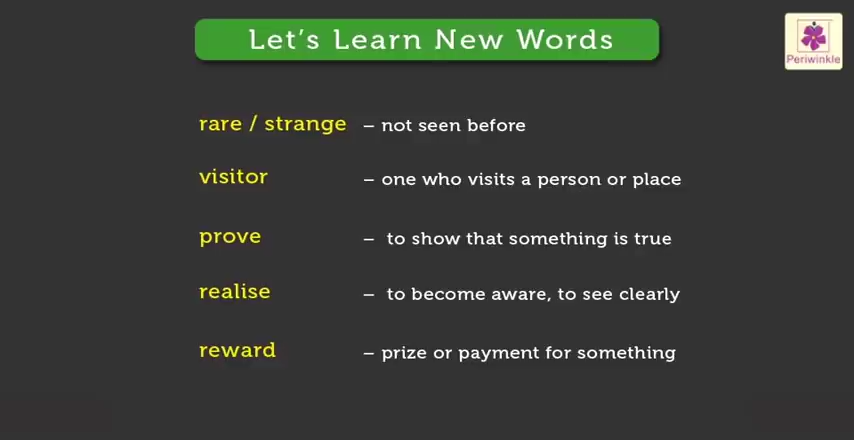 Let's Learn New Words
Periwinkle
rare / strange – not seen before
visitor – one who visits a person or place
prove – to show that something is true
realise – to become aware, to see clearly
reward – prize or payment for something